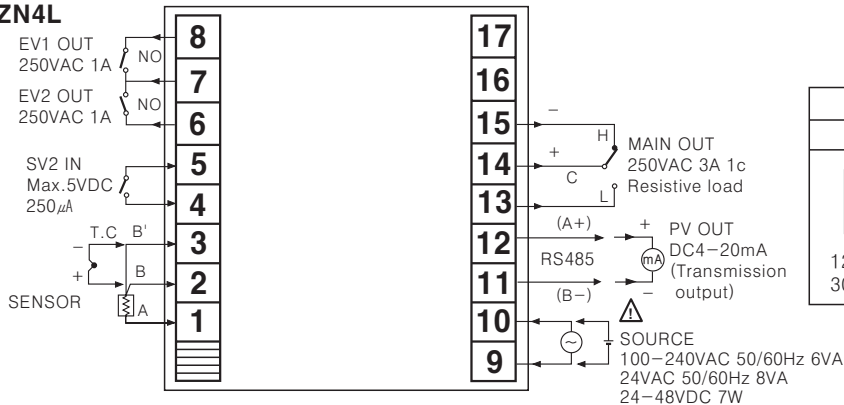 ZN4L
EV1 OUT
250VAC 1A
NO
EV2 OUT
250VAC 1A
NO
SV2 IN
Max.5VDC
250㎂
T.C B'
−
+
B
A
SENSOR
8
7
6
5
4
3
2
1
17
16
15
14
13
12
11
10
9
−
H
+
C
L
MAIN OUT
250VAC 3A 1c
Resistive load
(A+)
RS485
(B−)
+
mA
−
PV OUT
DC4−20mA
(Transmission
output)
!
SOURCE
100−240VAC 50/60Hz 6VA
24VAC 50/60Hz 8VA
24−48VDC 7W
12
30